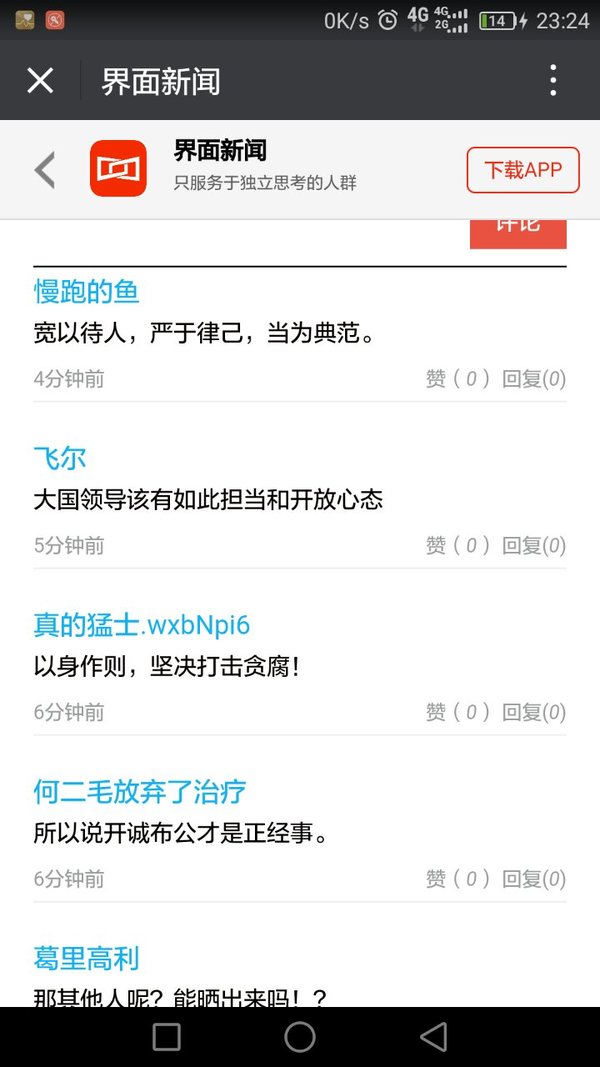 0K/s 4G 4G 2G 14 23:24
界面新闻
界面新闻
只服务于独立思考的人群
下载APP
评论
慢跑的鱼
宽以待人，严于律己，当为典范。
4分钟前 赞（0） 回复(0)
飞尔
大国领导该有如此担当和开放心态
5分钟前 赞（0） 回复(0)
真的猛士.wxbNpi6
以身作则，坚决打击贪腐！
6分钟前 赞（0） 回复(0)
何二毛放弃了治疗
所以说开诚布公才是正经事。
6分钟前 赞（0） 回复(0)
葛里高利
那其他人呢？能晒出来吗！？